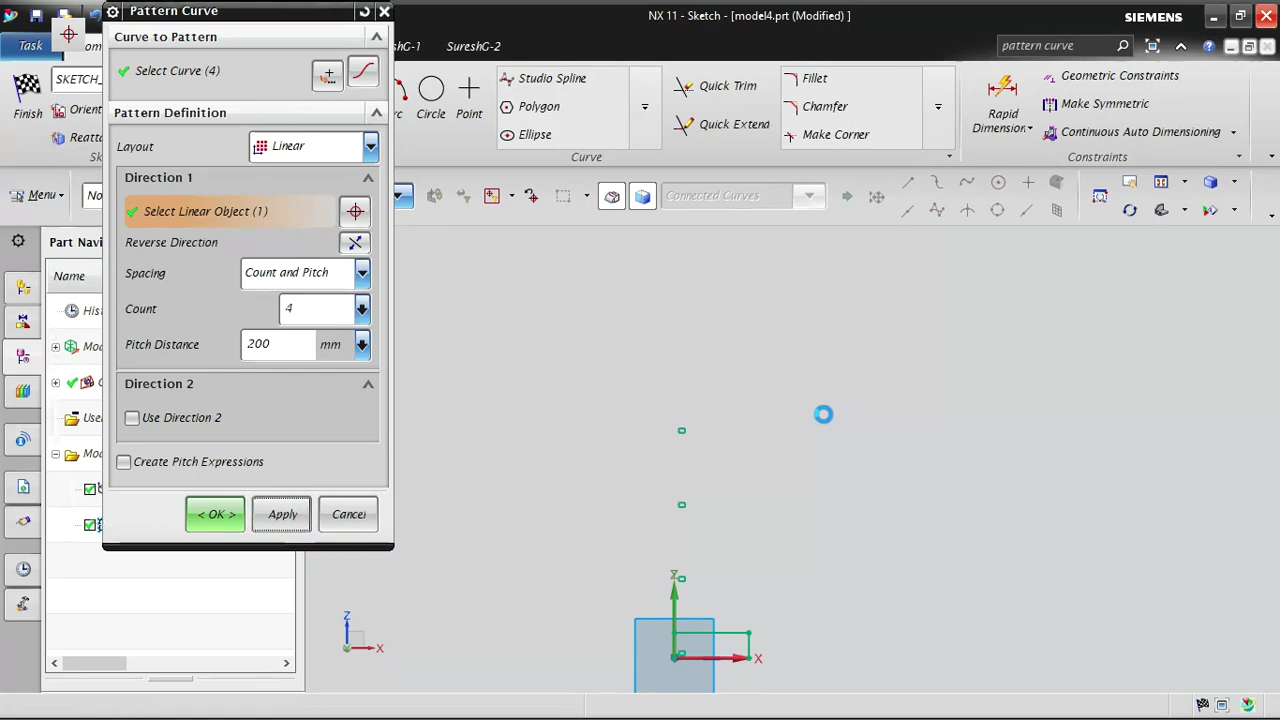 Pattern Curve
NX 11 - Sketch - [model4.prt (Modified) ]
SIEMENS
Curve to Pattern
Task
SureshG-1
SureshG-2
pattern curve
Select Curve (4)
Finish
SKETCH_
Circle
Point
Studio Spline
Polygon
Ellipse
Quick Trim
Quick Extend
Fillet
Chamfer
Make Corner
Rapid
Dimension...
Geometric Constraints
Make Symmetric
Continuous Auto Dimensioning
Pattern Definition
Orient
Reatta
Layout
Linear
Curve
Constraints
Direction 1
Menu
Select Linear Object (1)
Connected Curves
Reverse Direction
Part Nav
Spacing
Count and Pitch
Name
Count
4
Pitch Distance
200
mm
Direction 2
Use Direction 2
Create Pitch Expressions
< OK >
Apply
Cancel
Z
X
X